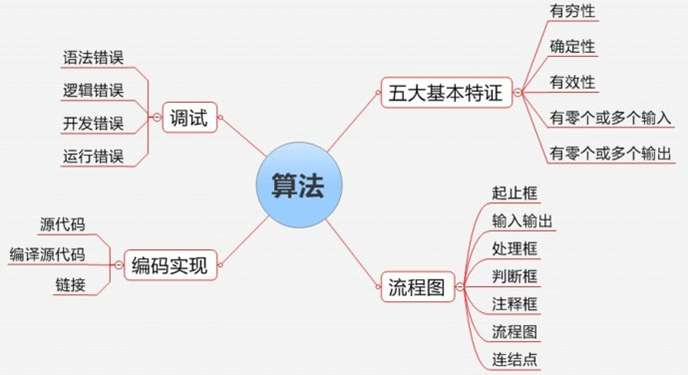 算法
五大基本特证
有穷性
确定性
有效性
有零个或多个输入
有零个或多个输出
流程图
起止框
输入输出
处理框
判断框
注释框
流程图
连结点
调试
语法错误
逻辑错误
开发错误
运行错误
编码实现
源代码
编译源代码
链接